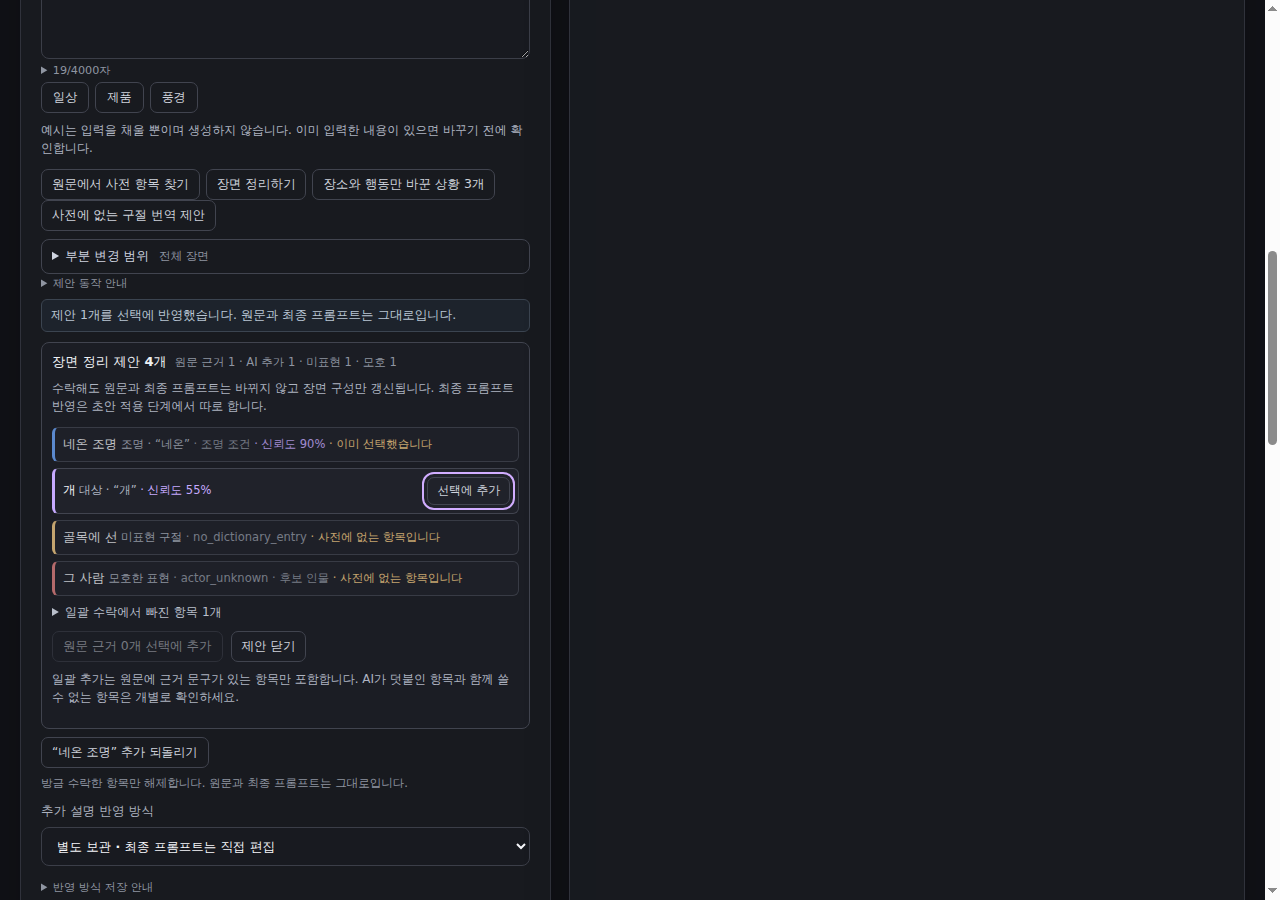 19/4000자
일상 제품 풍경
예시는 입력을 채울 뿐이며 생성하지 않습니다. 이미 입력한 내용이 있으면 바꾸기 전에 확
인합니다.
원문에서 사전 항목 찾기 장면 정리하기 장소와 행동만 바꾼 상황 3개
사전에 없는 구절 번역 제안
부분 변경 범위 전체 장면
제안 동작 안내
제안 1개를 선택에 반영했습니다. 원문과 최종 프롬프트는 그대로입니다.
장면 정리 제안 4개 원문 근거 1 · AI 추가 1 · 미표현 1 · 모호 1
수락해도 원문과 최종 프롬프트는 바뀌지 않고 장면 구성만 갱신됩니다. 최종 프롬프트
반영은 초안 적용 단계에서 따로 합니다.
네온 조명 조명 · “네온” · 조명 조건 · 신뢰도 90% · 이미 선택했습니다
개 대상 · “개” · 신뢰도 55% 선택에 추가
골목에 선 미표현 구절 · no_dictionary_entry · 사전에 없는 항목입니다
그 사람 모호한 표현 · actor_unknown · 후보 인물 · 사전에 없는 항목입니다
일괄 수락에서 빠진 항목 1개
원문 근거 0개 선택에 추가 제안 닫기
일괄 추가는 원문에 근거 문구가 있는 항목만 포함합니다. AI가 덧붙인 항목과 함께 쓸
수 없는 항목은 개별로 확인하세요.
“네온 조명” 추가 되돌리기
방금 수락한 항목만 해제합니다. 원문과 최종 프롬프트는 그대로입니다.
추가 설명 반영 방식
별도 보관 · 최종 프롬프트는 직접 편집
반영 방식 저장 안내